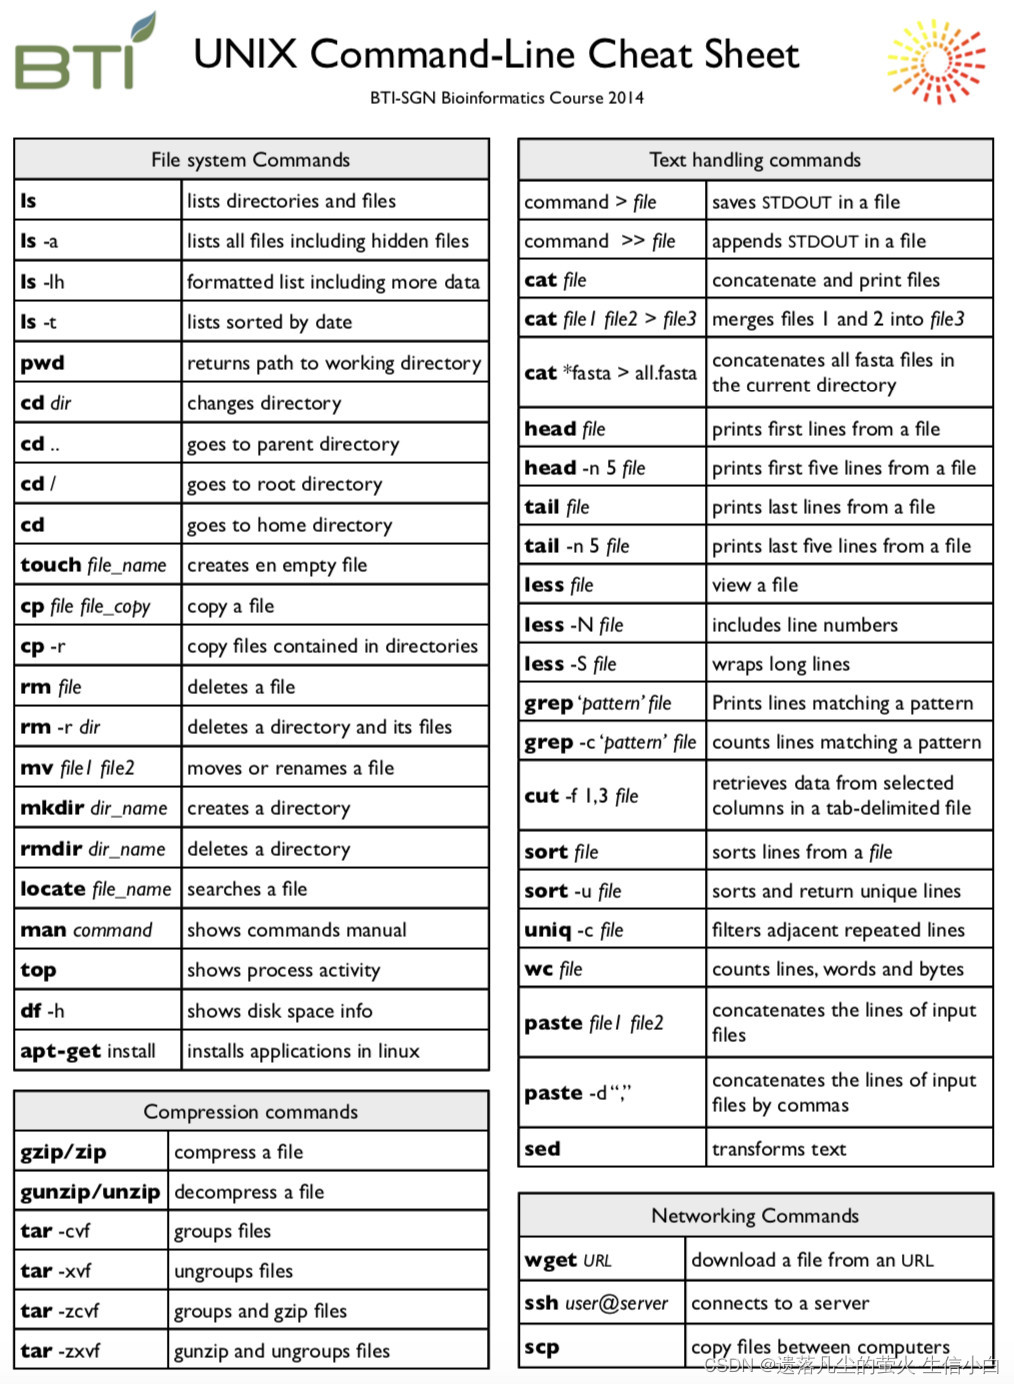 BTI
UNIX Command-Line Cheat Sheet
BTI-SGN Bioinformatics Course 2014
File system Commands
ls lists directories and files
ls -a lists all files including hidden files
ls -lh formatted list including more data
ls -t lists sorted by date
pwd returns path to working directory
cd dir changes directory
cd .. goes to parent directory
cd / goes to root directory
cd goes to home directory
touch file_name creates en empty file
cp file file_copy copy a file
cp -r copy files contained in directories
rm file deletes a file
rm -r dir deletes a directory and its files
mv file1 file2 moves or renames a file
mkdir dir_name creates a directory
rmdir dir_name deletes a directory
locate file_name searches a file
man command shows commands manual
top shows process activity
df -h shows disk space info
apt-get install installs applications in linux
Compression commands
gzip/zip compress a file
gunzip/unzip decompress a file
tar -cvf groups files
tar -xvf ungroups files
tar -zcvf groups and gzip files
tar -zxvf gunzip and ungroups files
Text handling commands
command > file saves STDOUT in a file
command >> file appends STDOUT in a file
cat file concatenate and print files
cat file1 file2 > file3 merges files 1 and 2 into file3
cat *fasta > all.fasta concatenates all fasta files in
the current directory
head file prints first lines from a file
head -n 5 file prints first five lines from a file
tail file prints last lines from a file
tail -n 5 file prints last five lines from a file
less file view a file
less -N file includes line numbers
less -S file wraps long lines
grep ‘pattern’ file Prints lines matching a pattern
grep -c ‘pattern’ file counts lines matching a pattern
cut -f 1,3 file retrieves data from selected
columns in a tab-delimited file
sort file sorts lines from a file
sort -u file sorts and return unique lines
uniq -c file filters adjacent repeated lines
wc file counts lines, words and bytes
paste file1 file2 concatenates the lines of input
files
paste -d “,” concatenates the lines of input
files by commas
sed transforms text
Networking Commands
wget URL download a file from an URL
ssh user@server connects to a server
scp copy files between computers
CSDN @遗落凡尘的萤火-生信小白